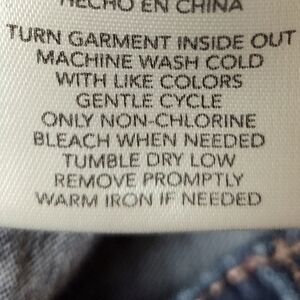 HECHO EN CHINA
TURN GARMENT INSIDE OUT
MACHINE WASH COLD
WITH LIKE COLORS
GENTLE CYCLE
ONLY NON-CHLORINE
BLEACH WHEN NEEDED
TUMBLE DRY LOW
REMOVE PROMPTLY
WARM IRON IF NEEDED